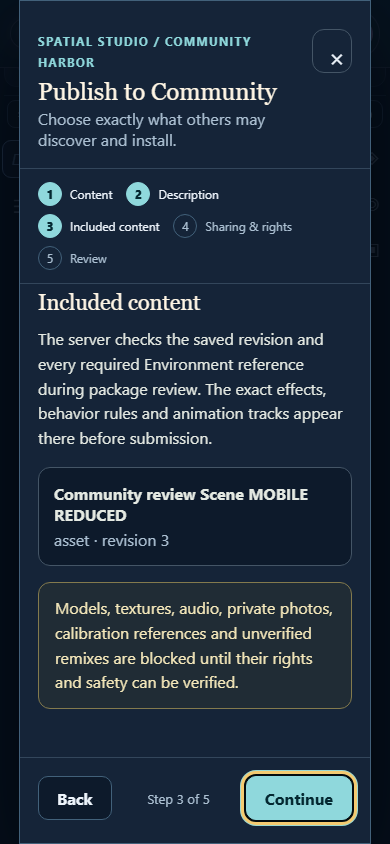 SPATIAL STUDIO / COMMUNITY
HARBOR
Publish to Community
Choose exactly what others may
discover and install.
×
1 Content 2 Description
3 Included content 4 Sharing & rights
5 Review
Included content
The server checks the saved revision and
every required Environment reference
during package review. The exact effects,
behavior rules and animation tracks appear
there before submission.
Community review Scene MOBILE
REDUCED
asset · revision 3
Models, textures, audio, private photos,
calibration references and unverified
remixes are blocked until their rights
and safety can be verified.
Back Step 3 of 5 Continue